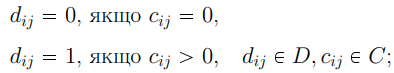 d_{ij} = 0, якщо c_{ij} = 0,
d_{ij} = 1, якщо c_{ij} > 0, d_{ij} ∈ D, c_{ij} ∈ C;